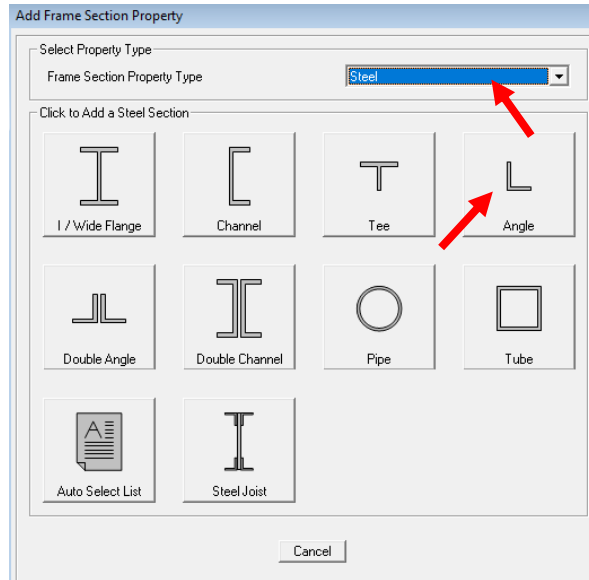 Add Frame Section Property
Select Property Type
Frame Section Property Type
Steel
Click to Add a Steel Section
I / Wide Flange
Channel
Tee
Angle
Double Angle
Double Channel
Pipe
Tube
A
Auto Select List
Steel Joist
Cancel